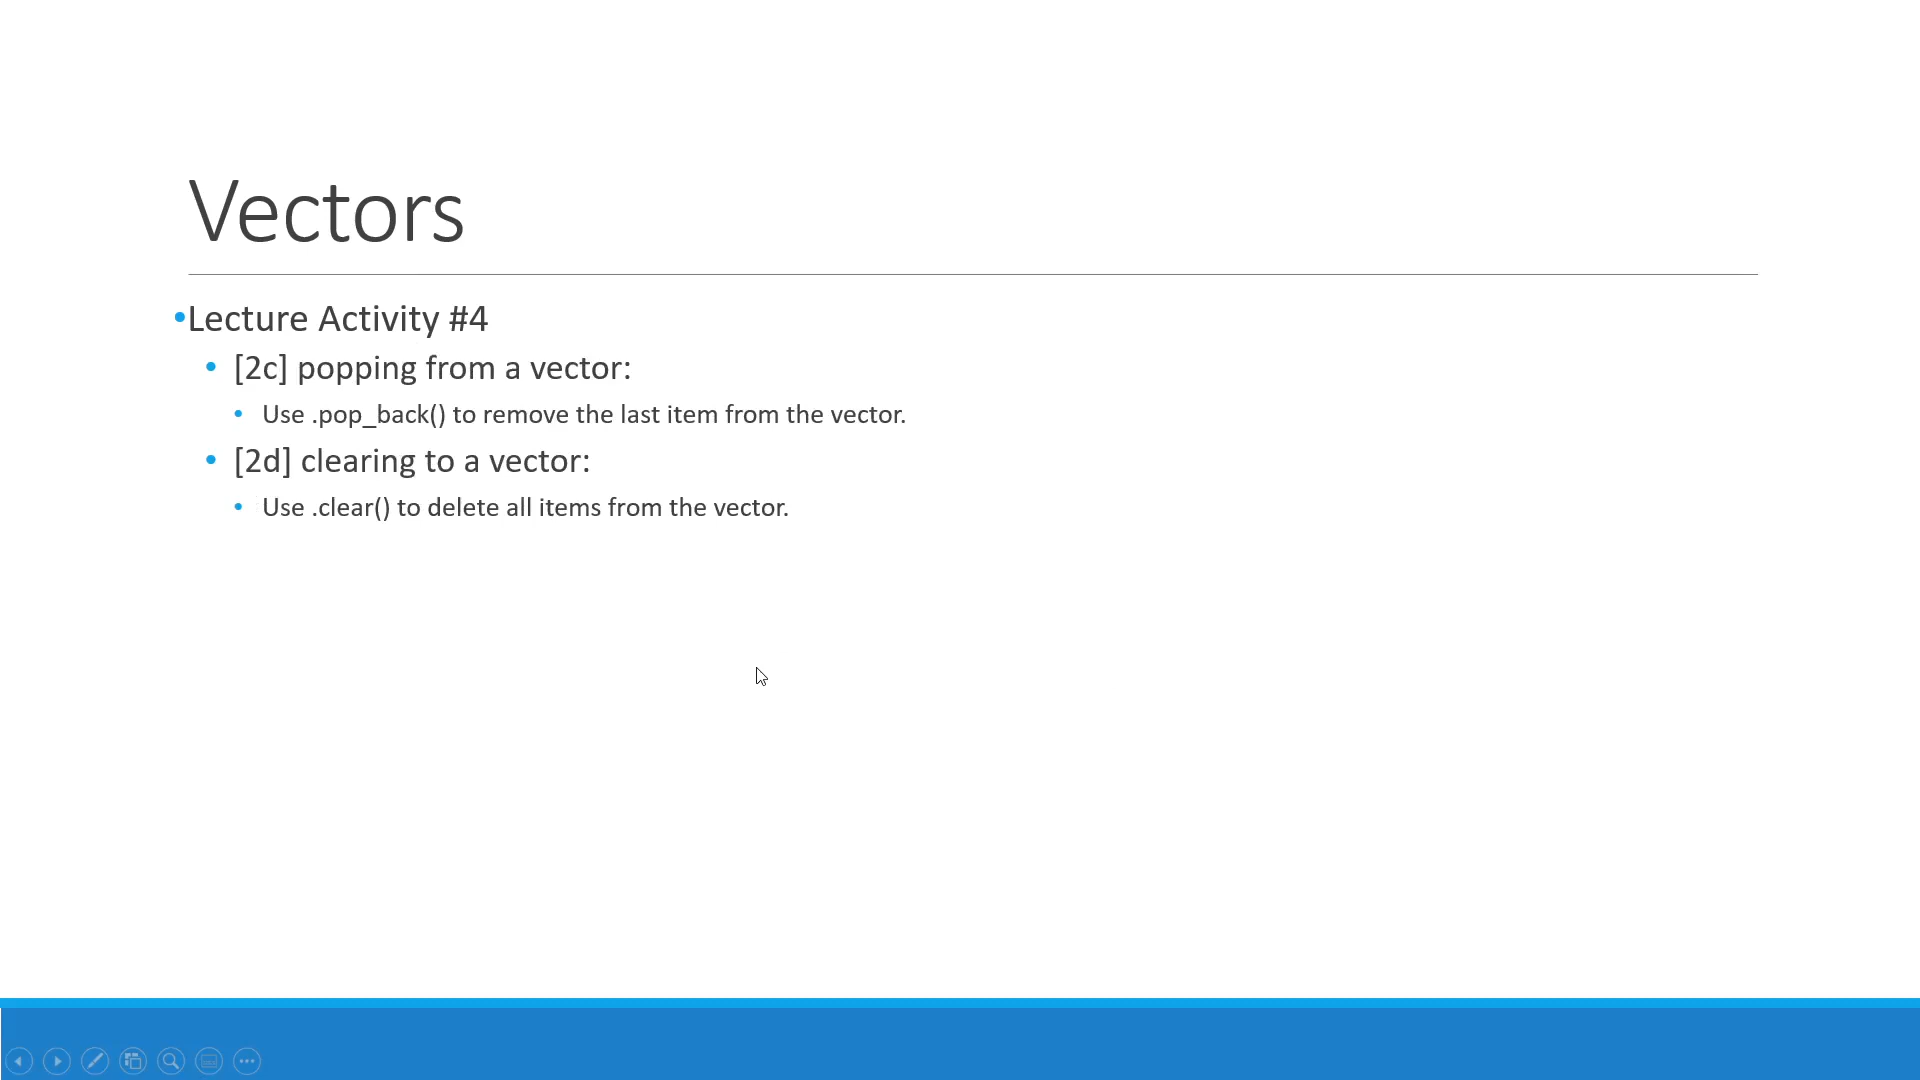 Vectors
•Lecture Activity #4
• [2c] popping from a vector:
• Use .pop_back() to remove the last item from the vector.
• [2d] clearing to a vector:
• Use .clear() to delete all items from the vector.